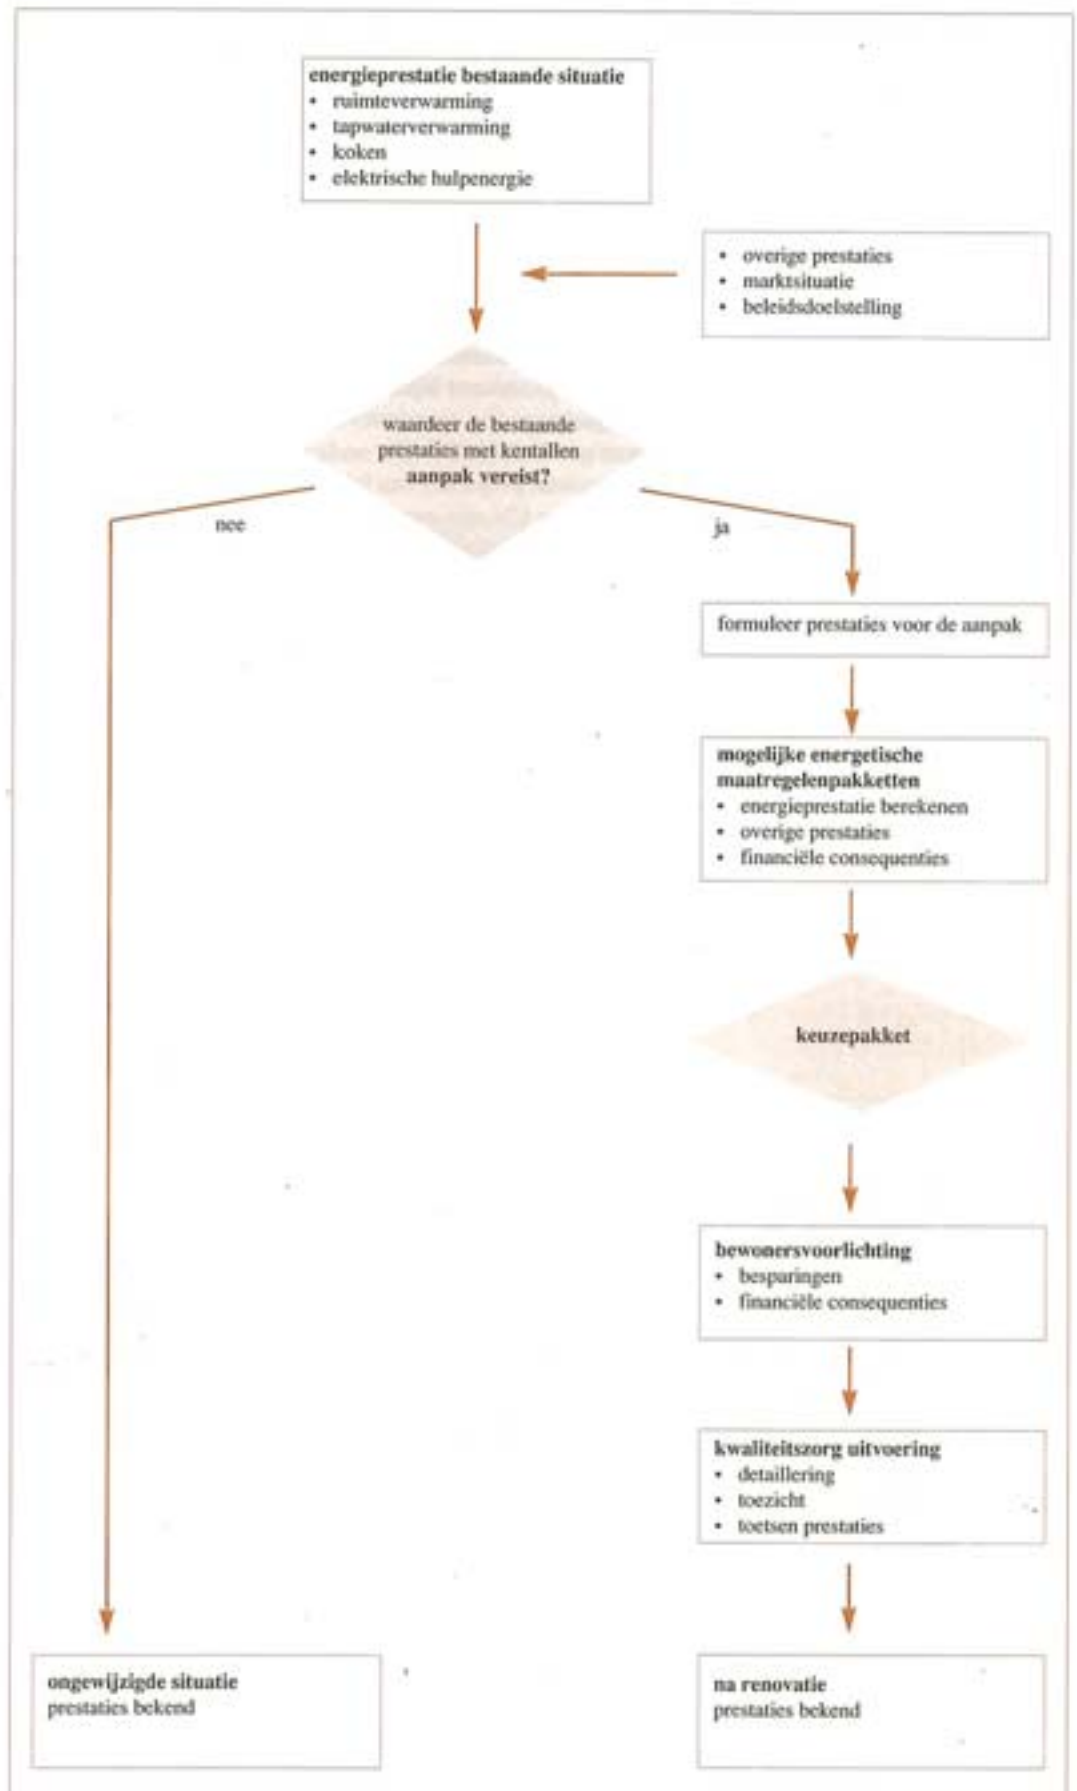 energieprestatie bestaande situatie
• ruimteverwarming
• tapwaterverwarming
• koken
• elektrische hulpenergie
• overige prestaties
• marktsituatie
• beleidsdoelstelling
waardeer de bestaande
prestaties met kentallen
aanpak vereist?
nee
ja
formuleer prestaties voor de aanpak
mogelijke energetische
maatregelenpakketten
• energieprestatie berekenen
• overige prestaties
• financiële consequenties
keuzepakket
bewonersvoorlichting
• besparingen
• financiële consequenties
kwaliteitszorg uitvoering
• detaillering
• toezicht
• toetsen prestaties
ongewijzigde situatie
prestaties bekend
na renovatie
prestaties bekend